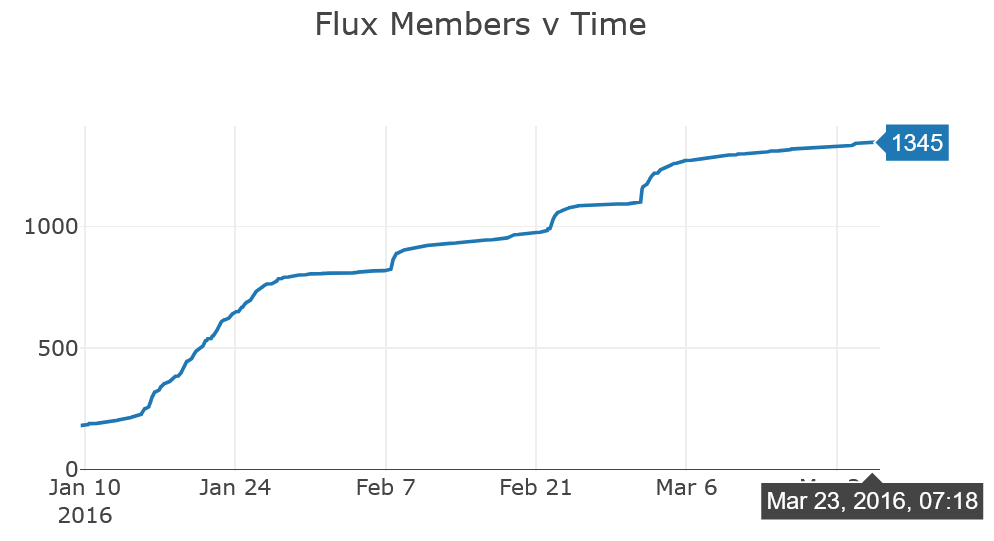 Flux Members v Time
1345
1000
500
0
Jan 10
2016
Jan 24
Feb 7
Feb 21
Mar 6
Mar 23, 2016, 07:18